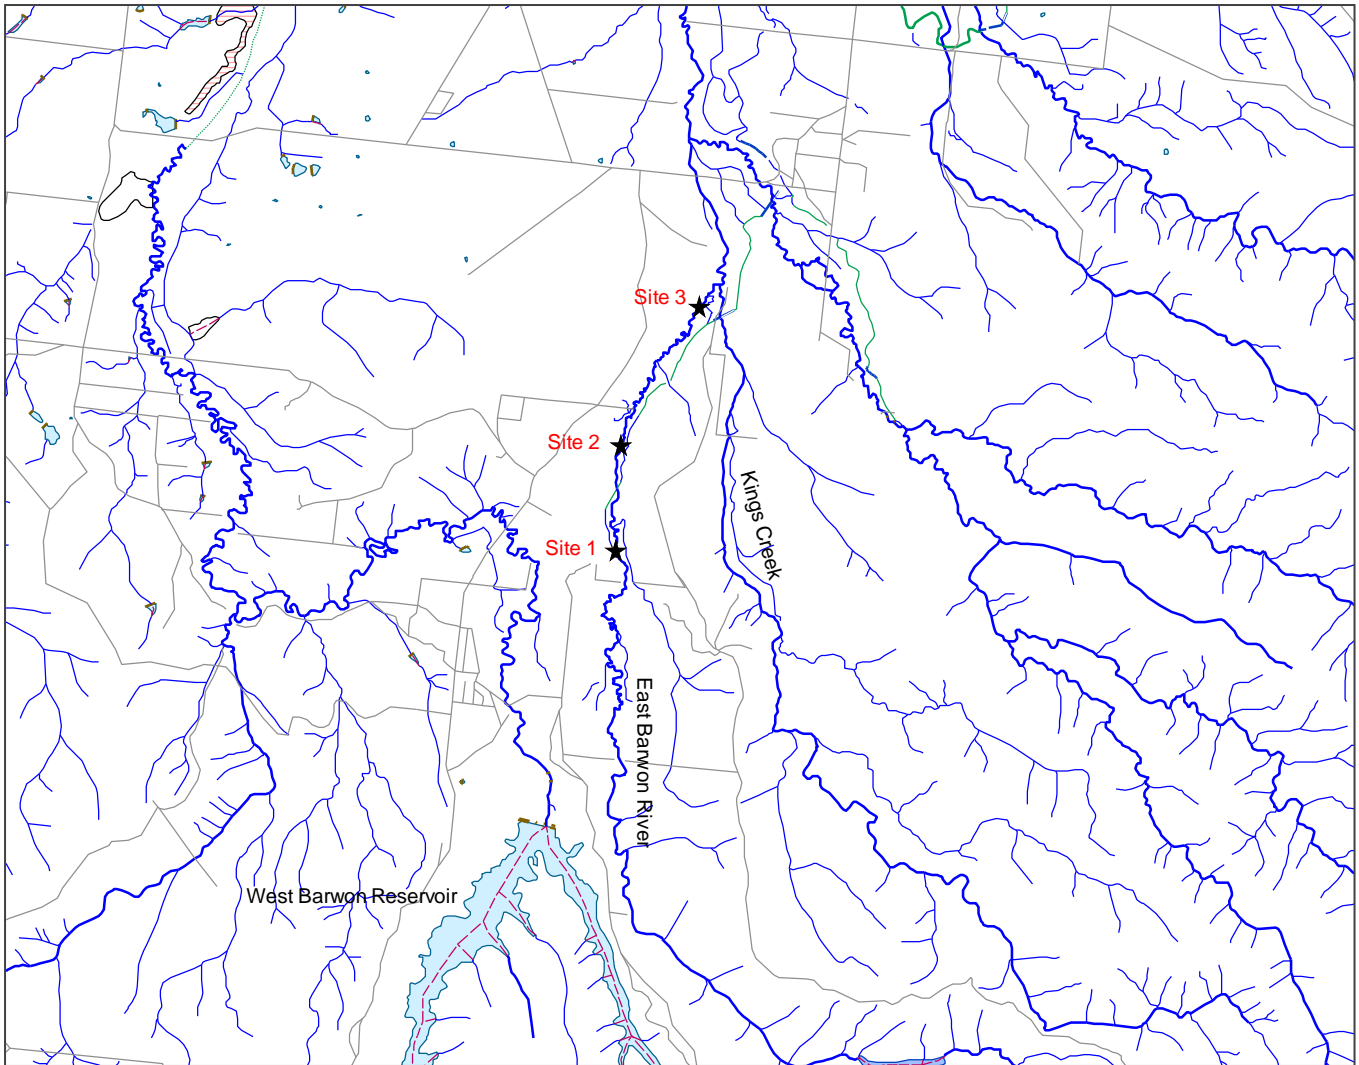 Site 3
Site 2
Kings Creek
Site 1
East Barwon River
West Barwon Reservoir